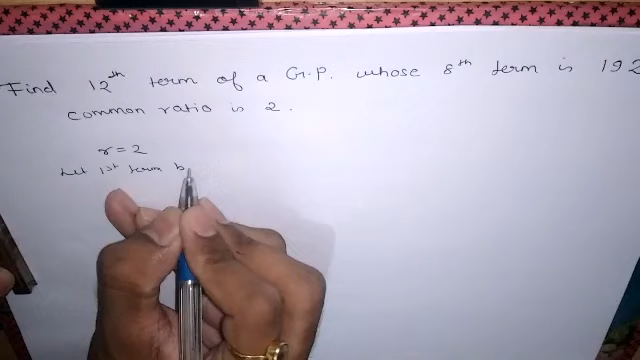 Find 12th term of a G.P. whose 8th term is 192
common ratio is 2.
r = 2
Let 1st term b